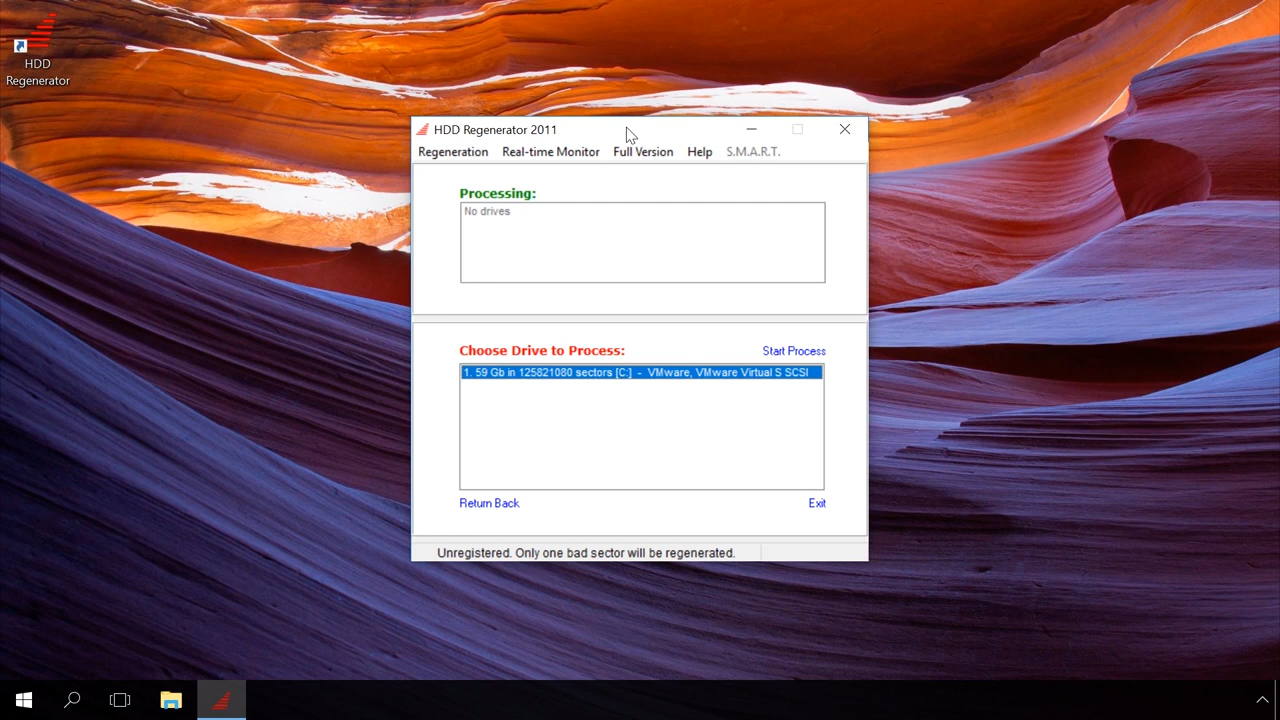 HDD
Regenerator
HDD Regenerator 2011
Regeneration Real-time Monitor Full Version Help S.M.A.R.T.
Processing:
No drives
Choose Drive to Process:
Start Process
1. 59 Gb in 125821080 sectors [C:] - VMware, VMware Virtual S SCSI
Return Back
Exit
Unregistered. Only one bad sector will be regenerated.